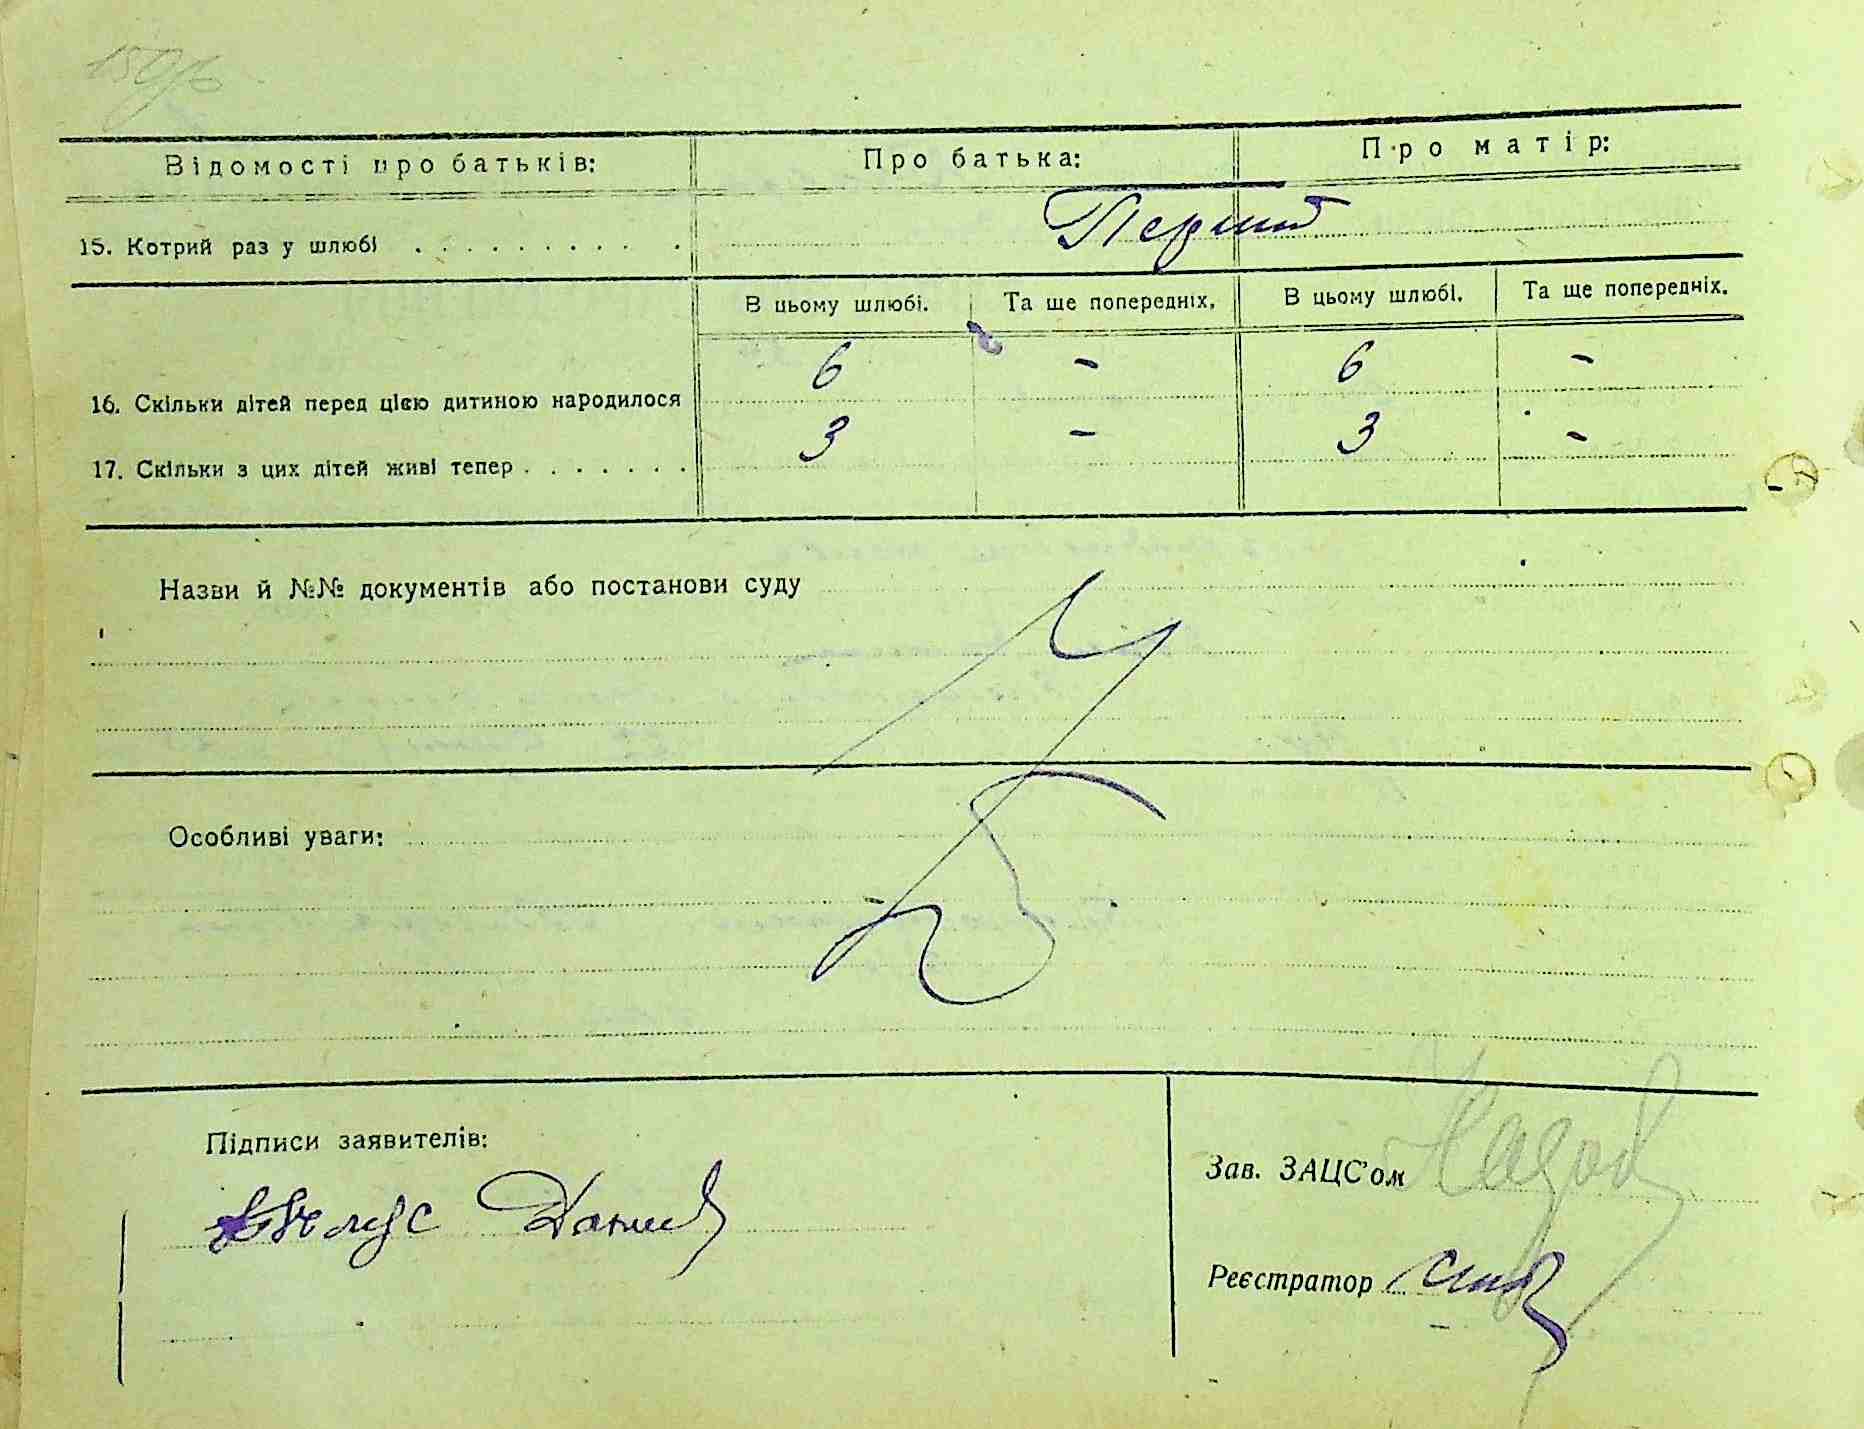 Відомості про батьків: Про батька: Про матір:
15. Котрий раз у шлюбі . . . . . . . . . . Перший
В цьому шлюбі. Та ще попередніх. В цьому шлюбі. Та ще попередніх.
6 - 6 -
16. Скільки дітей перед цією дитиною народилося
3 - 3 -
17. Скільки з цих дітей живі тепер . . . . . . .
Назви й №№ документів або постанови суду
Особливі уваги:
Підписи заявителів:
Зав. ЗАЦС'ом
Данил
Реєстратор